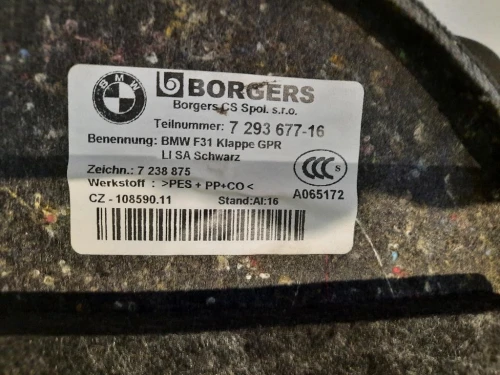 BMW
BORGERS
Borgers CS Spol. s.r.o.
Teilnummer: 7 293 677-16
Benennung: BMW F31 Klappe GPR
LI SA Schwarz
Zeichn.: 7 238 875
Werkstoff : >PES + PP+CO<
CCC S
A065172
CZ - 108590.11
Stand:AI:16